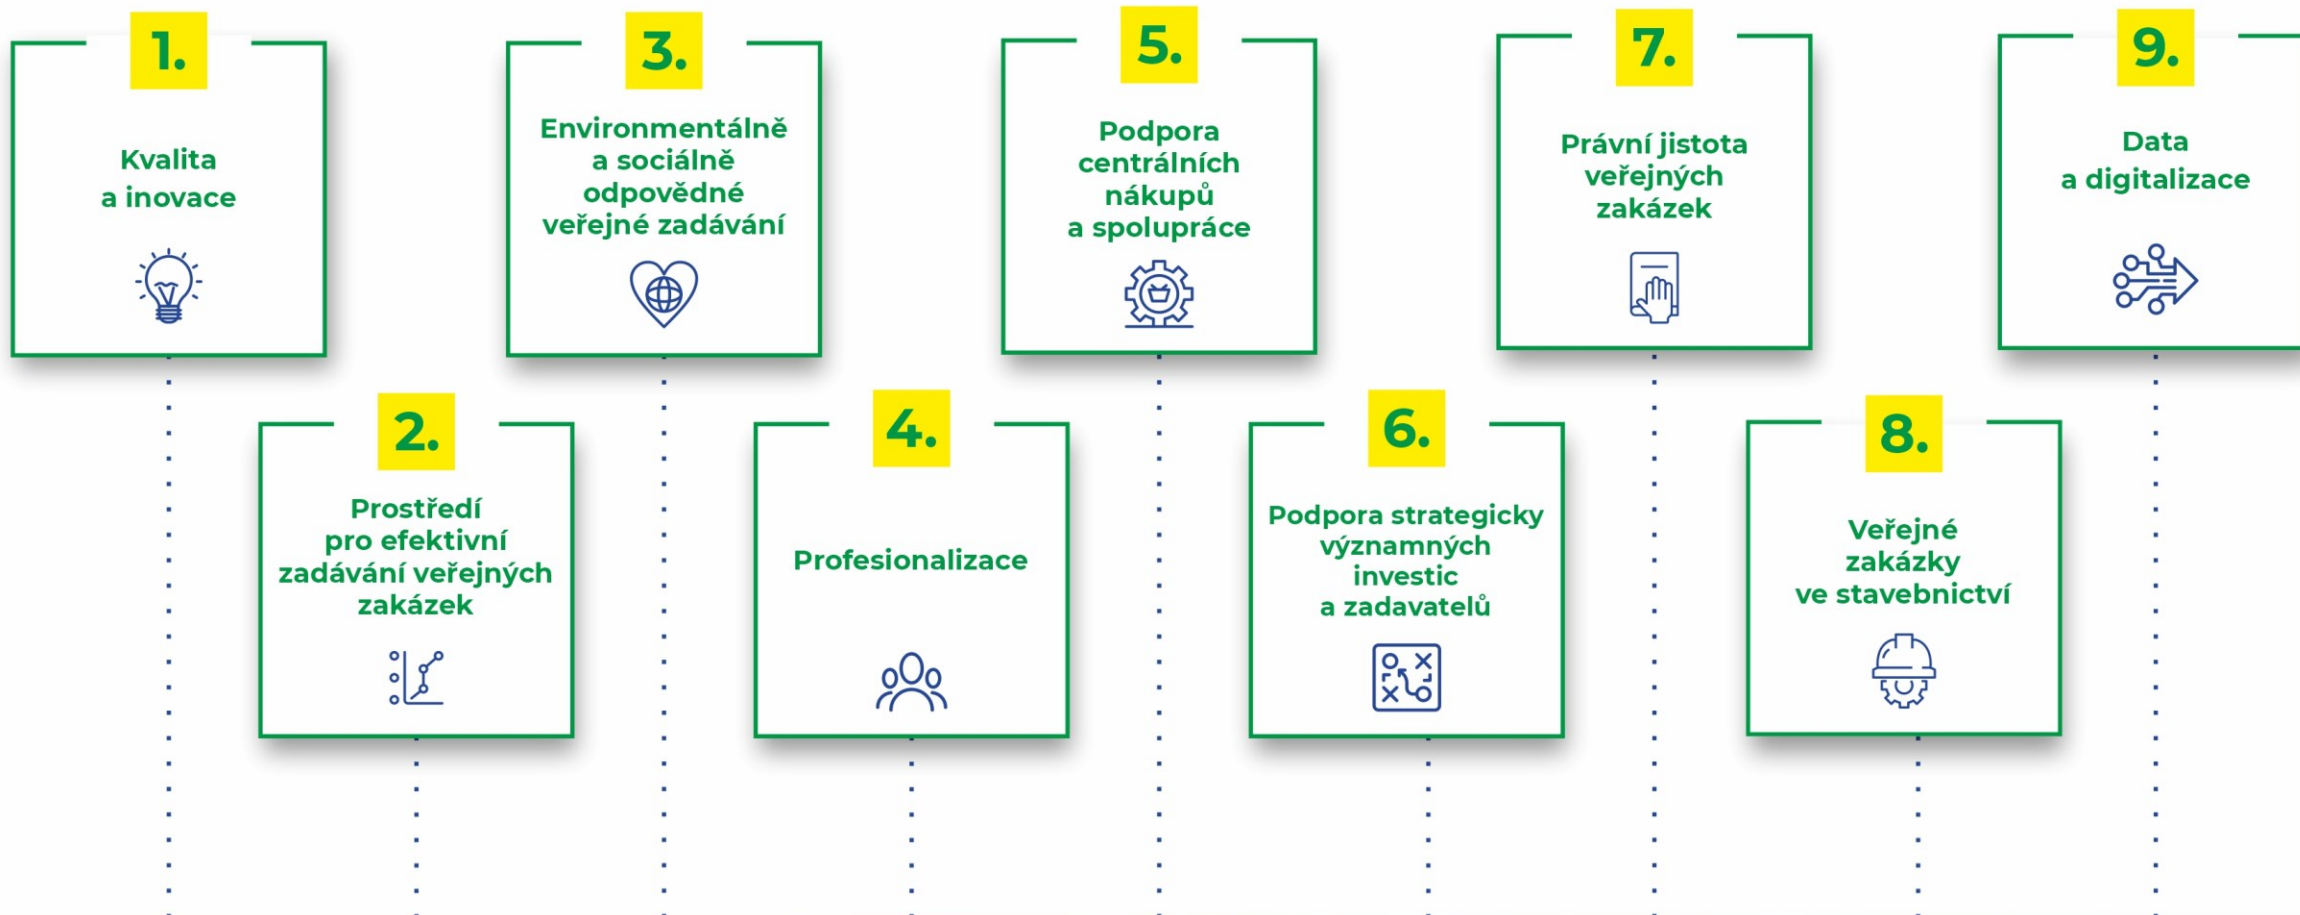 1.
Kvalita
a inovace
2.
Prostředí
pro efektivní
zadávání veřejných
zakázek
3.
Environmentálně
a sociálně
odpovědné
veřejné zadávání
4.
Profesionalizace
5.
Podpora
centrálních
nákupů
a spolupráce
6.
Podpora strategicky
významných
investic
a zadavatelů
7.
Právní jistota
veřejných
zakázek
8.
Veřejné
zakázky
ve stavebnictví
9.
Data
a digitalizace